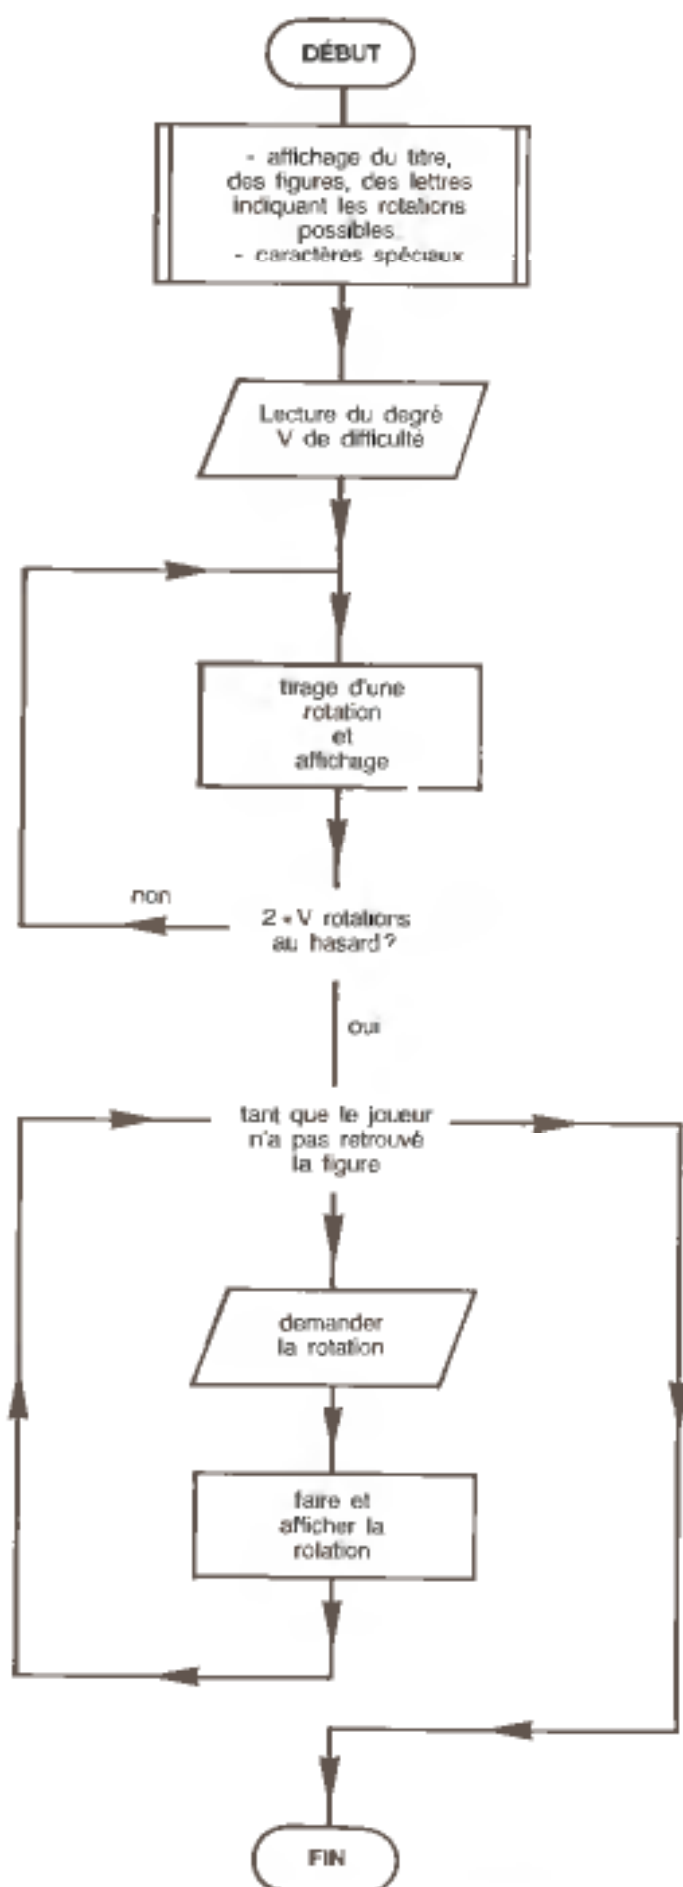 DÉBUT
- affichage du titre,
des figures, des lettres
indiquant les rotations
possibles.
- caractères spéciaux
Lecture du degré
V de difficulté
tirage d'une
rotation
et
affichage
non
2 * V rotations
au hasard ?
oui
tant que le joueur
n'a pas retrouvé
la figure
demander
la rotation
faire et
afficher la
rotation
FIN